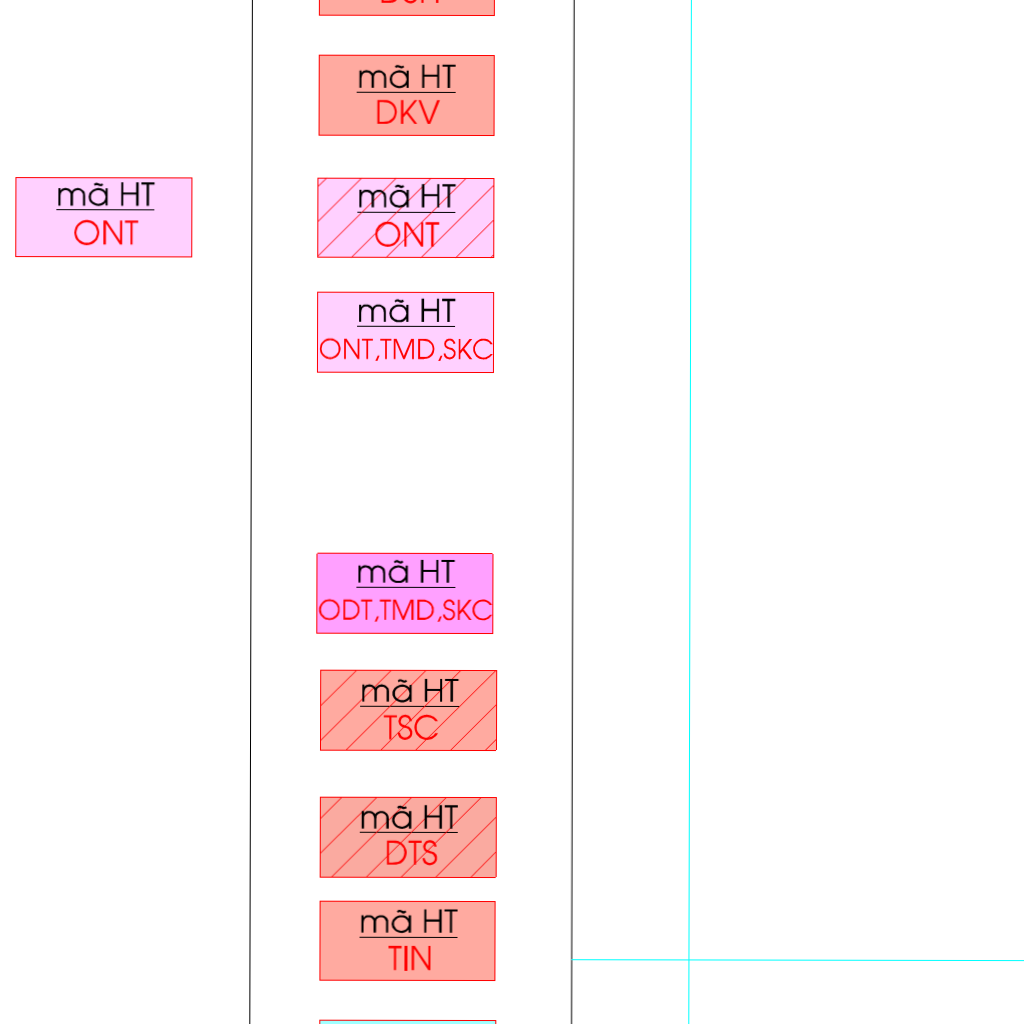 mã HT
DKV
mã HT
ONT
mã HT
ONT
mã HT
ONT,TMD,SKC
mã HT
ODT,TMD,SKC
mã HT
TSC
mã HT
DTS
mã HT
TIN